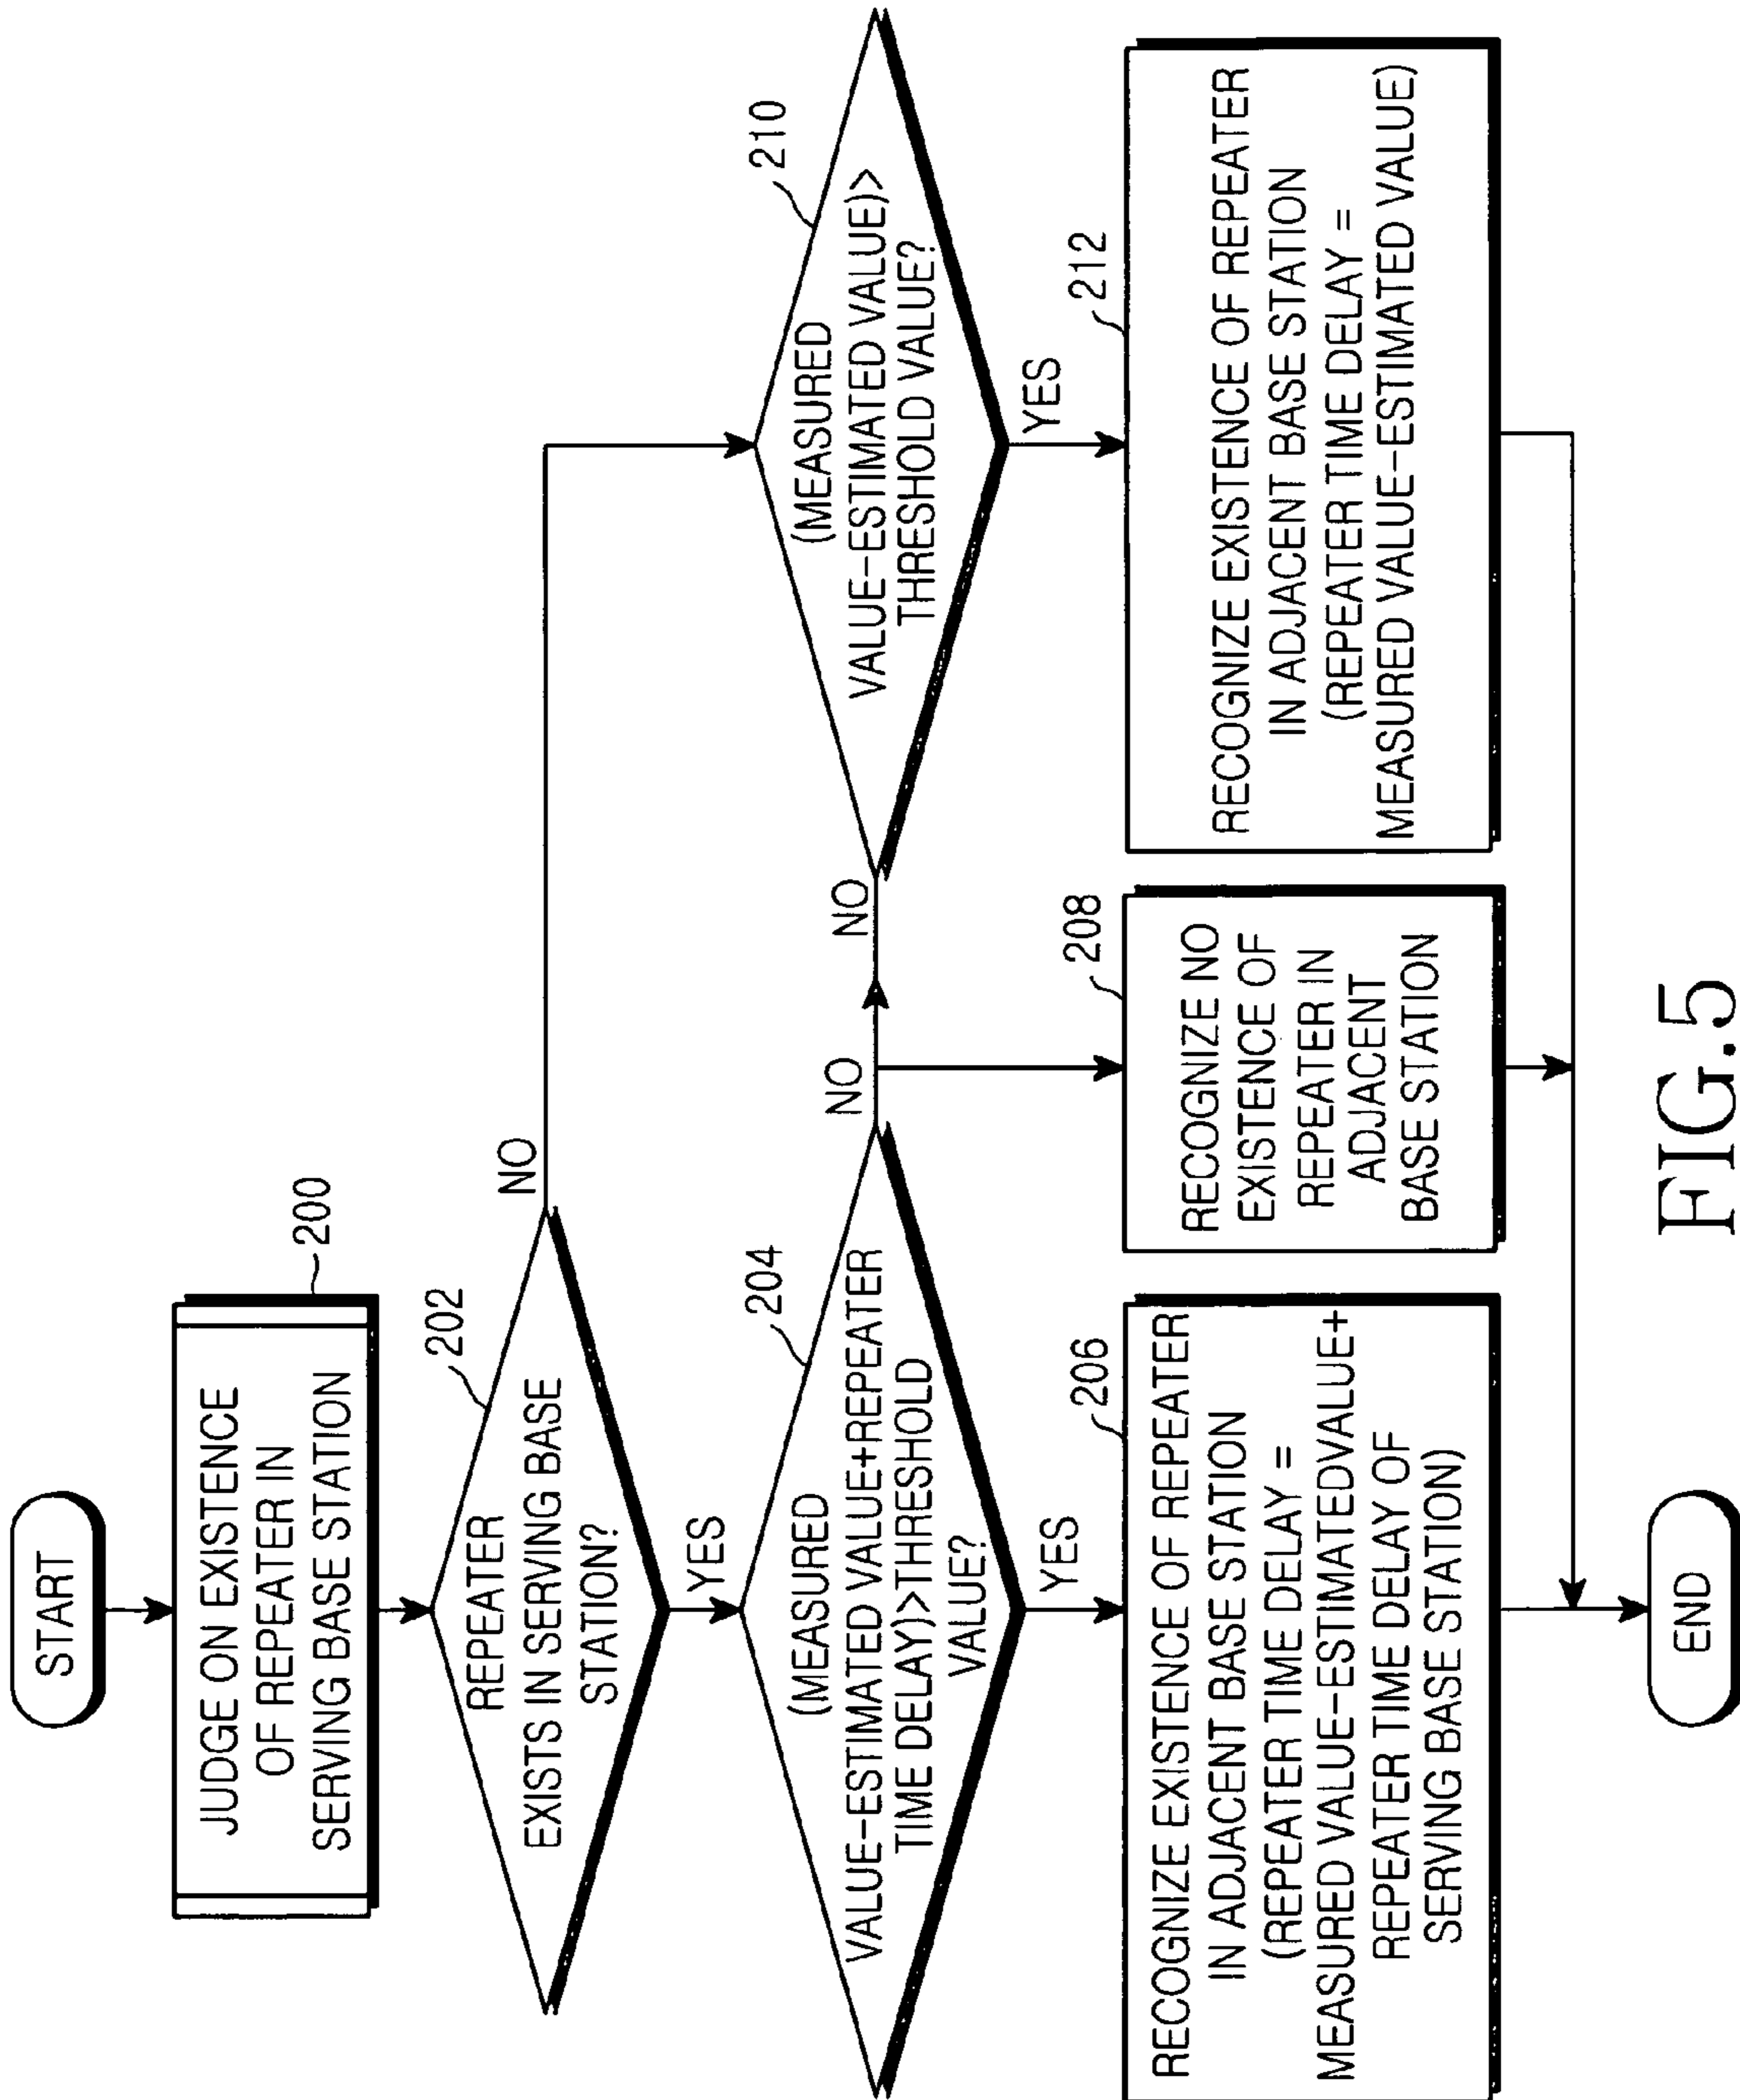 START
JUDGE ON EXISTENCE
OF REPEATER IN
SERVING BASE STATION
200
REPEATER
EXISTS IN SERVING BASE
STATION?
202
NO
YES
(MEASURED
VALUE-ESTIMATED VALUE+REPEATER
TIME DELAY)>THRESHOLD
VALUE?
204
NO
NO
YES
(MEASURED
VALUE-ESTIMATED VALUE)>
THRESHOLD VALUE?
210
YES
RECOGNIZE EXISTENCE OF REPEATER
IN ADJACENT BASE STATION
(REPEATER TIME DELAY =
MEASURED VALUE-ESTIMATEDVALUE+
REPEATER TIME DELAY OF
SERVING BASE STATION)
206
RECOGNIZE NO
EXISTENCE OF
REPEATER IN
ADJACENT
BASE STATION
208
RECOGNIZE EXISTENCE OF REPEATER
IN ADJACENT BASE STATION
(REPEATER TIME DELAY =
MEASURED VALUE-ESTIMATED VALUE)
212
END
FIG.5